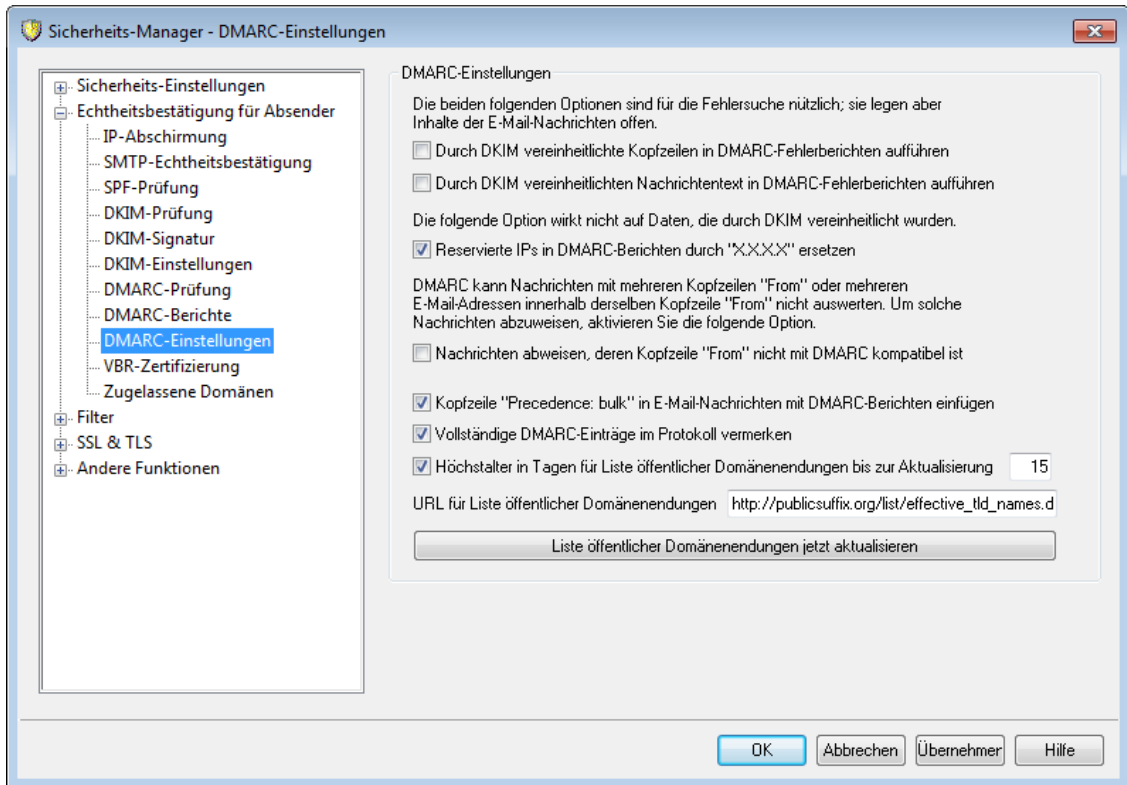 Sicherheits-Manager - DMARC-Einstellungen
Sicherheits-Einstellungen
Echtheitsbestätigung für Absender
IP-Abschirmung
SMTP-Echtheitsbestätigung
SPF-Prüfung
DKIM-Prüfung
DKIM-Signatur
DKIM-Einstellungen
DMARC-Prüfung
DMARC-Berichte
DMARC-Einstellungen
VBR-Zertifizierung
Zugelassene Domänen
Filter
SSL & TLS
Andere Funktionen
DMARC-Einstellungen
Die beiden folgenden Optionen sind für die Fehlersuche nützlich; sie legen aber
Inhalte der E-Mail-Nachrichten offen.
Durch DKIM vereinheitlichte Kopfzeilen in DMARC-Fehlerberichten aufführen
Durch DKIM vereinheitlichten Nachrichtentext in DMARC-Fehlerberichten aufführen
Die folgende Option wirkt nicht auf Daten, die durch DKIM vereinheitlicht wurden.
Reservierte IPs in DMARC-Berichten durch "X.X.X.X" ersetzen
DMARC kann Nachrichten mit mehreren Kopfzeilen "From" oder mehreren
E-Mail-Adressen innerhalb derselben Kopfzeile "From" nicht auswerten. Um solche
Nachrichten abzuweisen, aktivieren Sie die folgende Option.
Nachrichten abweisen, deren Kopfzeile "From" nicht mit DMARC kompatibel ist
Kopfzeile "Precedence: bulk" in E-Mail-Nachrichten mit DMARC-Berichten einfügen
Vollständige DMARC-Einträge im Protokoll vermerken
Höchstalter in Tagen für Liste öffentlicher Domänenendungen bis zur Aktualisierung 15
URL für Liste öffentlicher Domänenendungen http://publicsuffix.org/list/effective_tld_names.d
Liste öffentlicher Domänenendungen jetzt aktualisieren
OK Abbrechen Übernehmer Hilfe